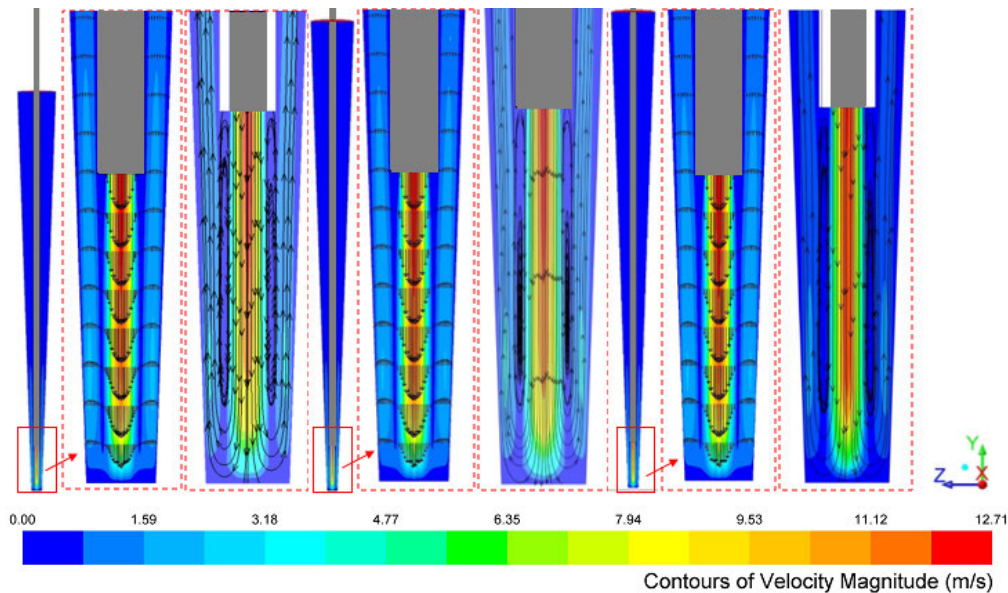 Y
Z
X
0.00 1.59 3.18 4.77 6.35 7.94 9.53 11.12 12.71
Contours of Velocity Magnitude (m/s)